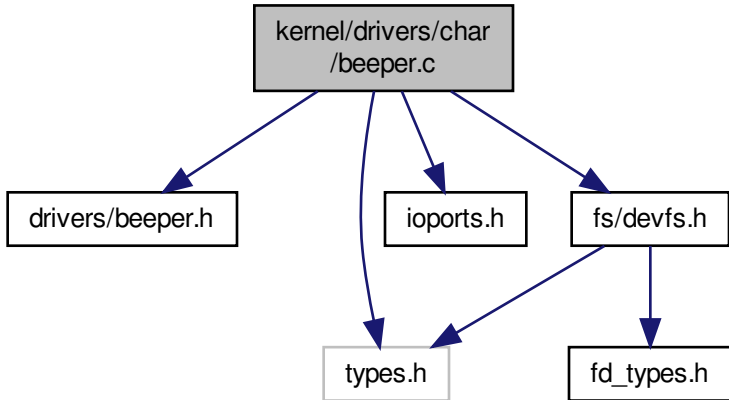 kernel/drivers/char
/beeper.c
drivers/beeper.h
ioports.h
fs/devfs.h
types.h
fd_types.h